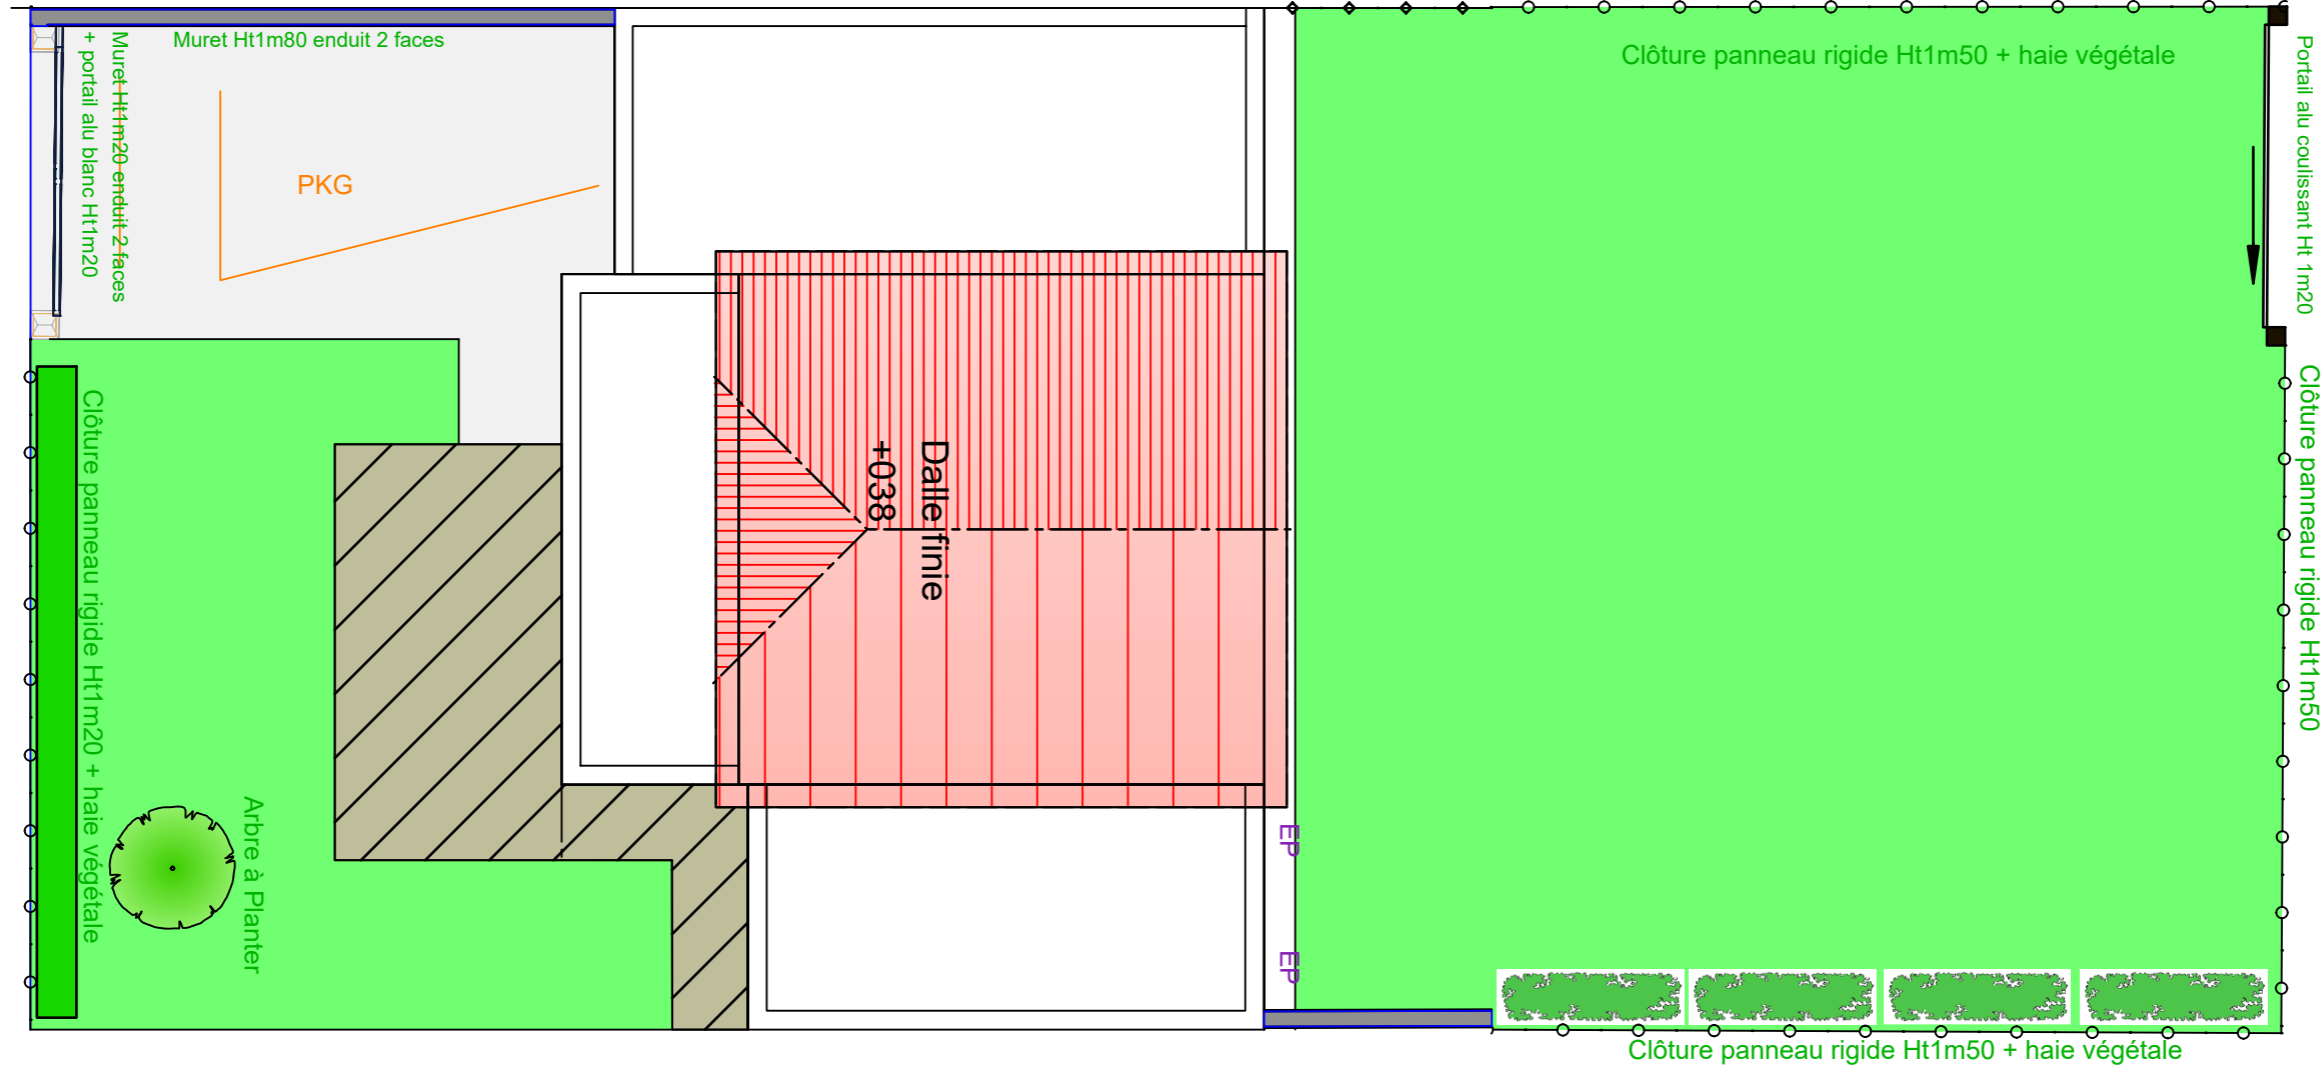 Muret Ht1m80 enduit 2 faces
Muret Ht1m20 enduit 2 faces
+ portail alu blanc Ht1m20
PKG
Clôture panneau rigide Ht1m50 + haie végétale
Portail alu coulissant Ht 1m20
Clôture panneau rigide Ht1m50
Dalle finie
+038
Clôture panneau rigide Ht1m20 + haie végétale
Arbre à Planter
EP
EP
Clôture panneau rigide Ht1m50 + haie végétale